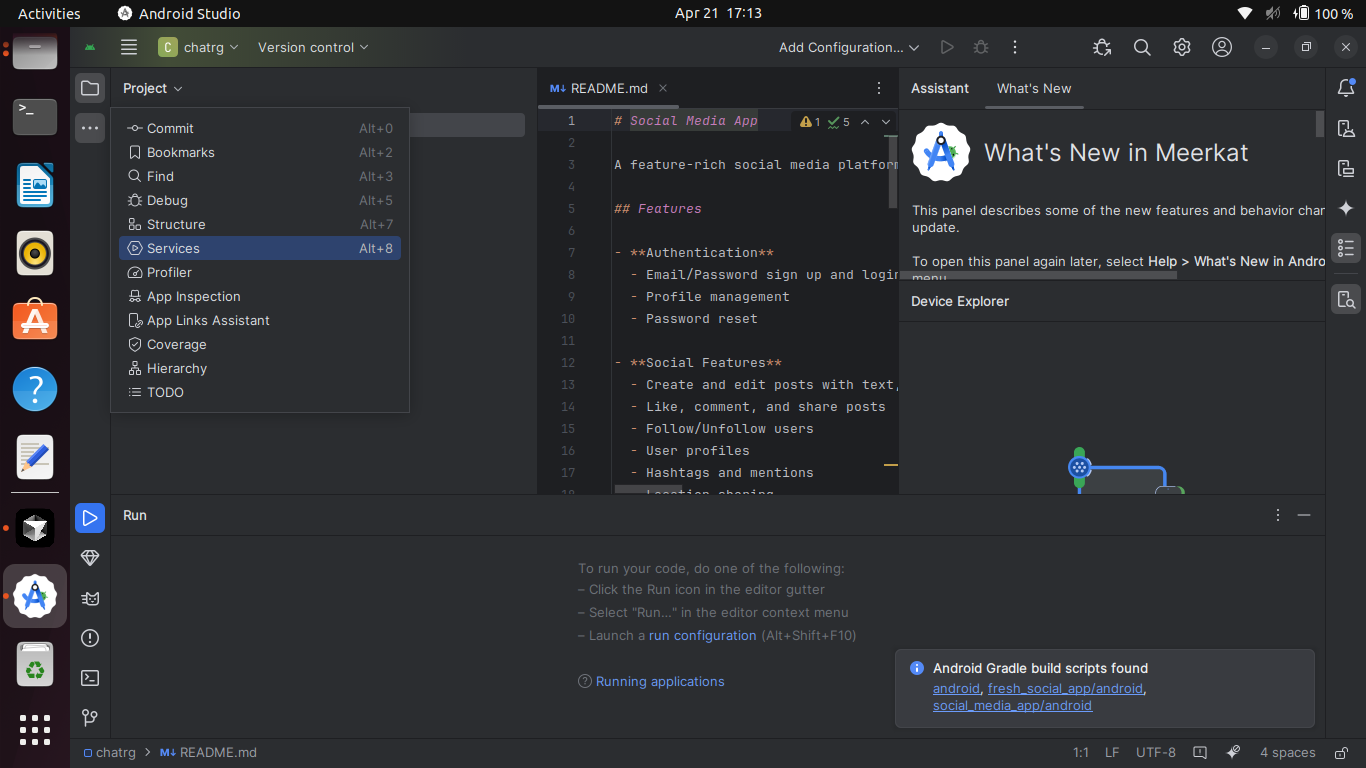 Activities
Android Studio
Apr 21 17:13
100 %
C chatrg
Version control
Add Configuration...
Project
Commit Alt+0
Bookmarks Alt+2
Find Alt+3
Debug Alt+5
Structure Alt+7
Services Alt+8
Profiler
App Inspection
App Links Assistant
Coverage
Hierarchy
TODO
M↓ README.md
1 # Social Media App
1 5
2
3 A feature-rich social media platform
4
5 ## Features
6
7 - **Authentication**
8 - Email/Password sign up and login
9 - Profile management
10 - Password reset
11
12 - **Social Features**
13 - Create and edit posts with text,
14 - Like, comment, and share posts
15 - Follow/Unfollow users
16 - User profiles
17 - Hashtags and mentions
18 - Location sharing
Assistant
What's New
What's New in Meerkat
This panel describes some of the new features and behavior
update.
To open this panel again later, select Help > What's New in
menu.
Device Explorer
Run
To run your code, do one of the following:
– Click the Run icon in the editor gutter
– Select "Run..." in the editor context menu
– Launch a run configuration (Alt+Shift+F10)
? Running applications
Android Gradle build scripts found
android, fresh_social_app/android,
social_media_app/android
chatrg > M↓ README.md
1:1 LF UTF-8 4 spaces